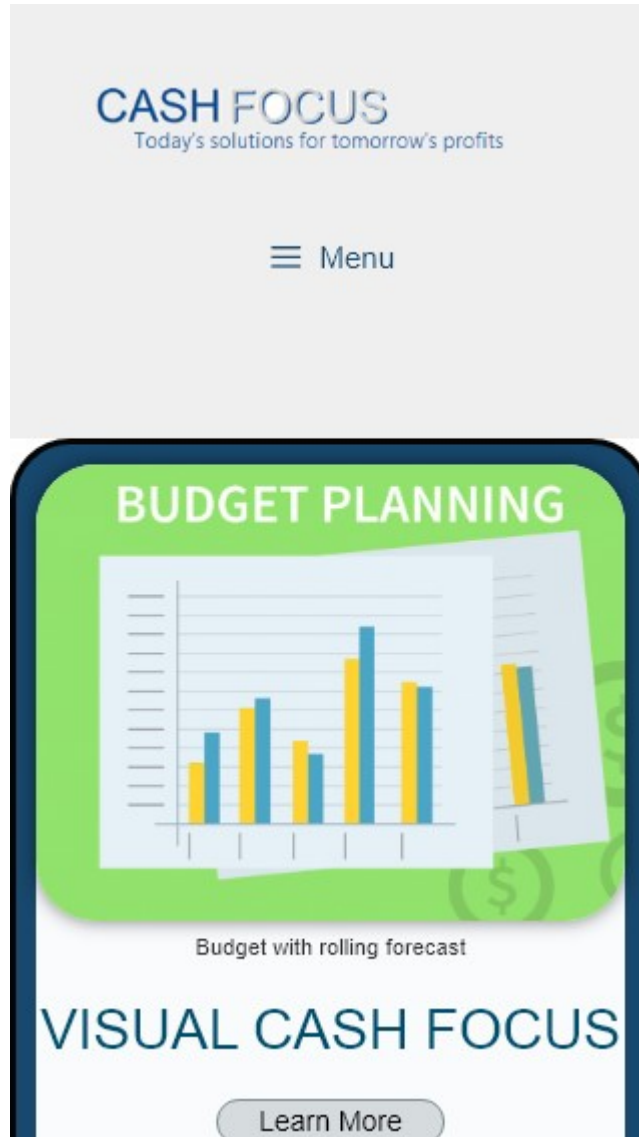 CASH FOCUS
Today's solutions for tomorrow's profits
Menu
BUDGET PLANNING
Budget with rolling forecast
VISUAL CASH FOCUS
Learn More